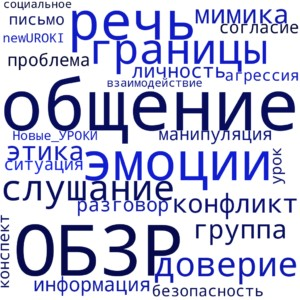 социальное
письмо
newUROKI
проблема
речь
мимика
согласие
границы
личность
агрессия
взаимодействие
общение
Новые_УРОКИ
манипуляция
этика
ситуация
эмоции
урок
слушание
разговор
конфликт
ОБЗР
группа
доверие
конспект
информация
безопасность